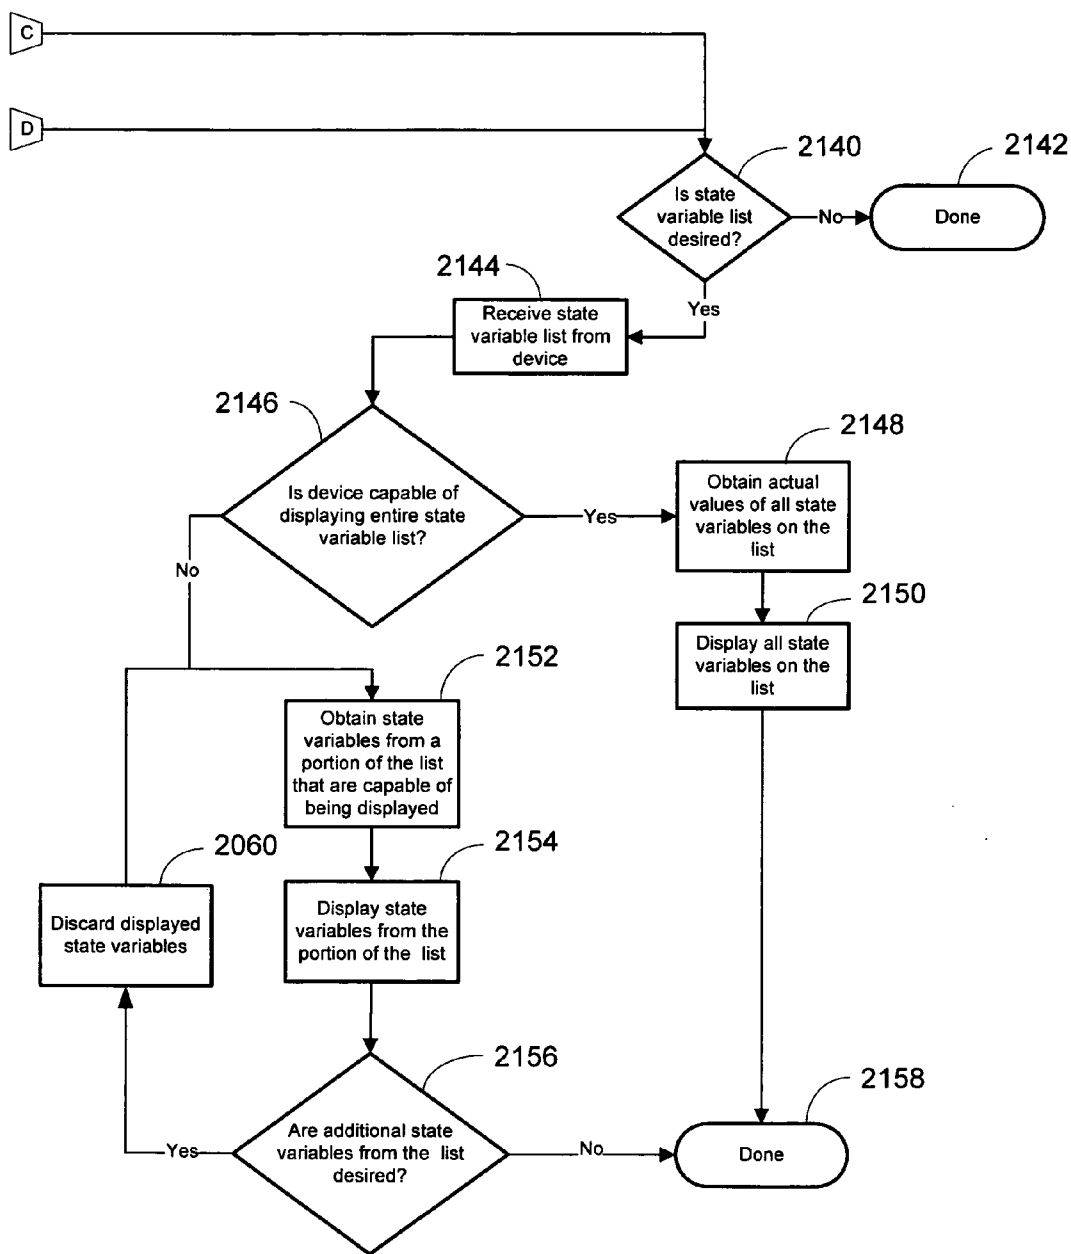 C
D
2140
2142
Is state
variable list
desired?
No
Done
2144
Yes
Receive state
variable list from
device
2146
2148
Is device capable of
displaying entire state
variable list?
Yes
Obtain actual
values of all state
variables on the
list
No
2150
Display all state
variables on the
list
2152
Obtain state
variables from a
portion of the list
that are capable of
being displayed
2060
2154
Discard displayed
state variables
Display state
variables from the
portion of the list
2156
2158
Are additional state
variables from the list
desired?
Yes
No
Done